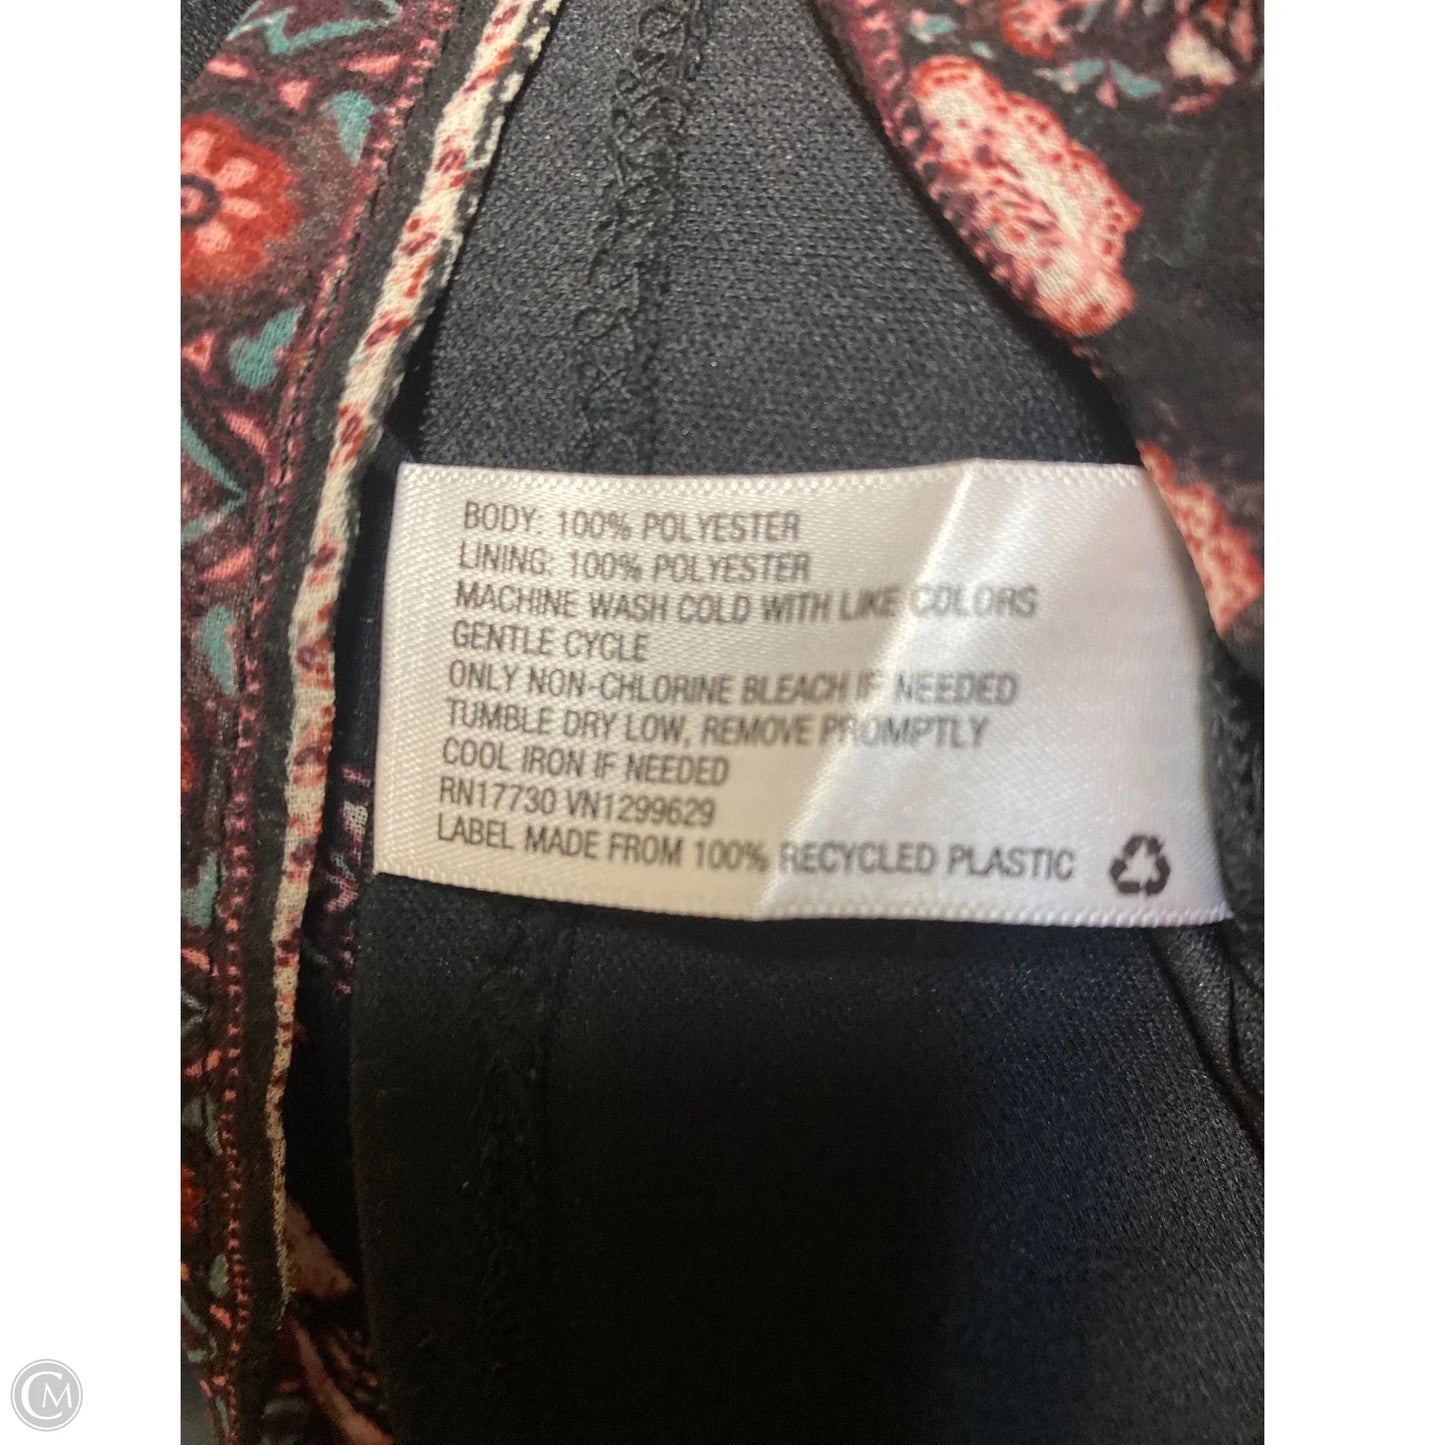 BODY: 100% POLYESTER
LINING: 100% POLYESTER
MACHINE WASH COLD WITH LIKE COLORS
GENTLE CYCLE
ONLY NON-CHLORINE BLEACH IF NEEDED
TUMBLE DRY LOW, REMOVE PROMPTLY
COOL IRON IF NEEDED
RN17730 VN1299629
LABEL MADE FROM 100% RECYCLED PLASTIC
CM